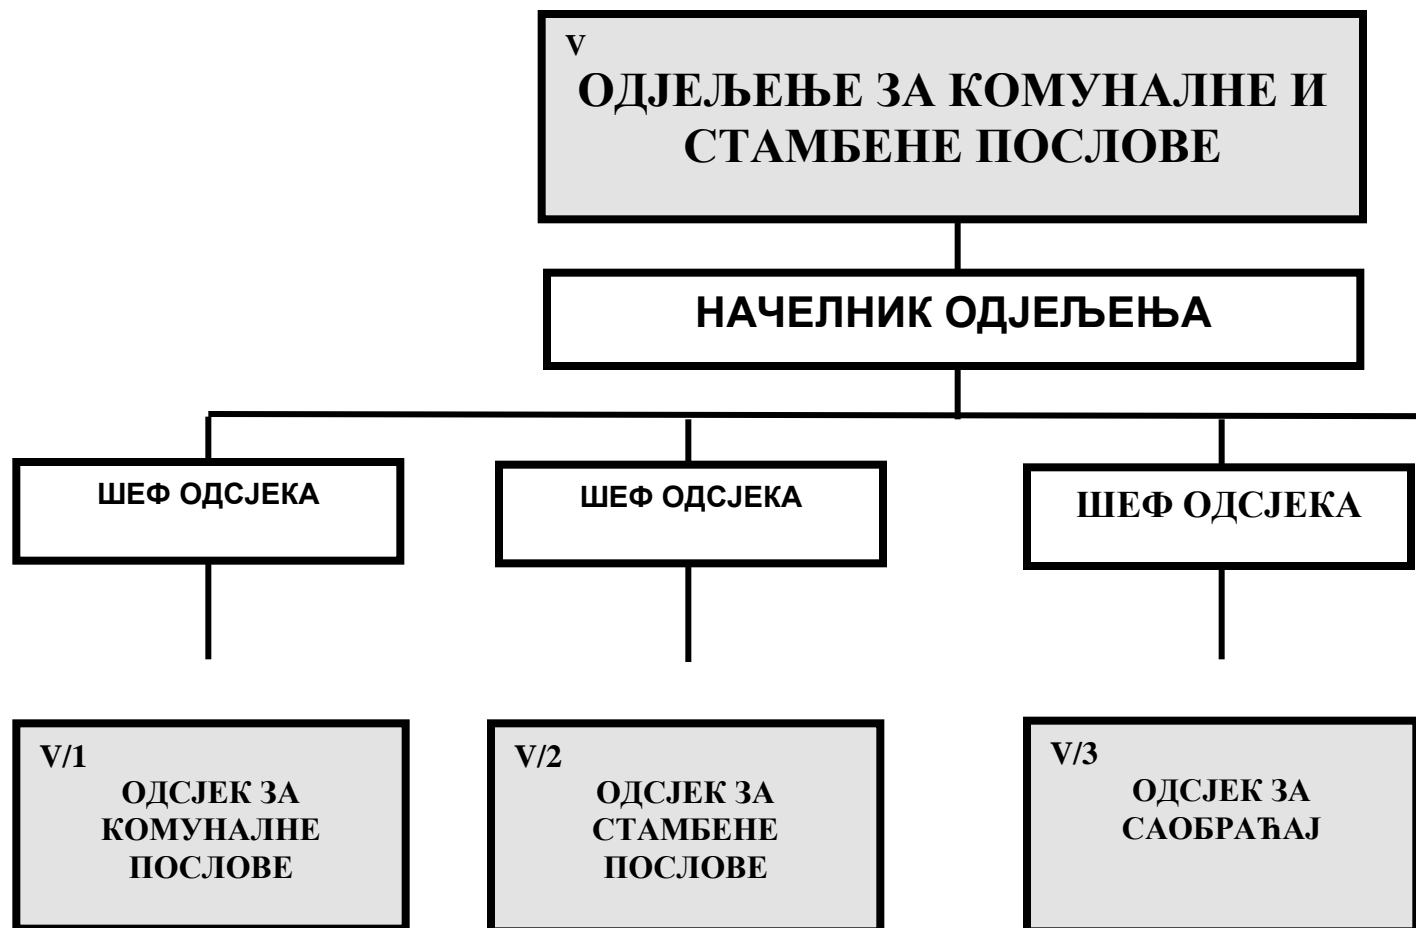 V
ОДЈЕЉЕЊЕ ЗА КОМУНАЛНЕ И
СТАМБЕНЕ ПОСЛОВЕ
НАЧЕЛНИК ОДЈЕЉЕЊА
ШЕФ ОДСЈЕКА
ШЕФ ОДСЈЕКА
ШЕФ ОДСЈЕКА
V/1
ОДСЈЕК ЗА
КОМУНАЛНЕ
ПОСЛОВЕ
V/2
ОДСЈЕК ЗА
СТАМБЕНЕ
ПОСЛОВЕ
V/3
ОДСЈЕК ЗА
САОБРАЋАЈ